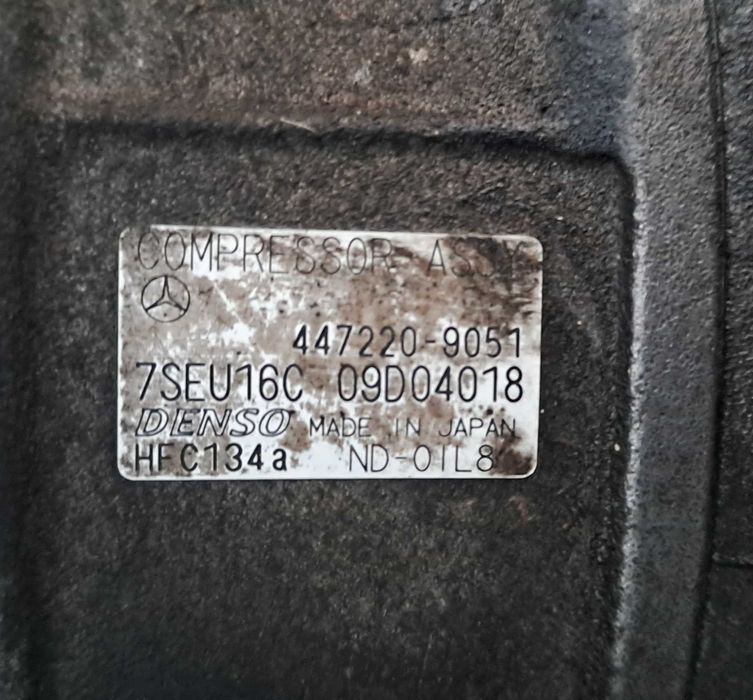 COMPRESSOR ASSY
447220-9051
7SEU16C 09D04018
DENSO MADE IN JAPAN
HFC134a ND-OIL8